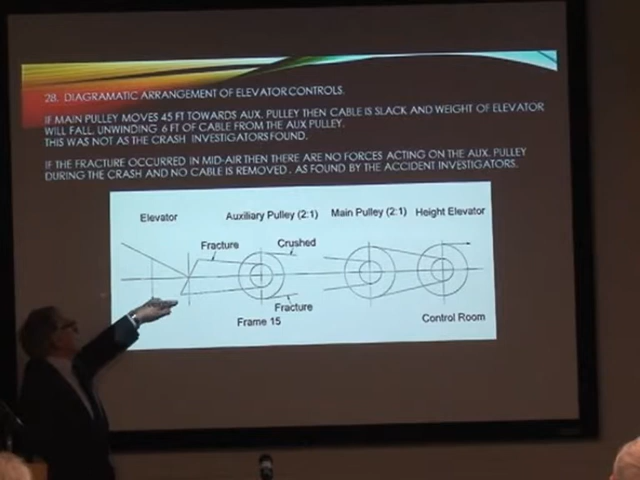 28. DIAGRAMATIC ARRANGEMENT OF ELEVATOR CONTROLS.
IF MAIN PULLEY MOVES 45 FT TOWARDS AUX. PULLEY THEN CABLE IS SLACK AND WEIGHT OF ELEVATOR
WILL FALL, UNWINDING 6 FT OF CABLE FROM THE AUX PULLEY.
THIS WAS NOT AS THE CRASH INVESTIGATORS FOUND.
IF THE FRACTURE OCCURRED IN MID-AIR THEN THERE ARE NO FORCES ACTING ON THE AUX. PULLEY
DURING THE CRASH AND NO CABLE IS REMOVED. AS FOUND BY THE ACCIDENT INVESTIGATORS.
Elevator Auxiliary Pulley (2:1) Main Pulley (2:1) Height Elevator
Fracture Crushed
Fracture
Frame 15 Control Room